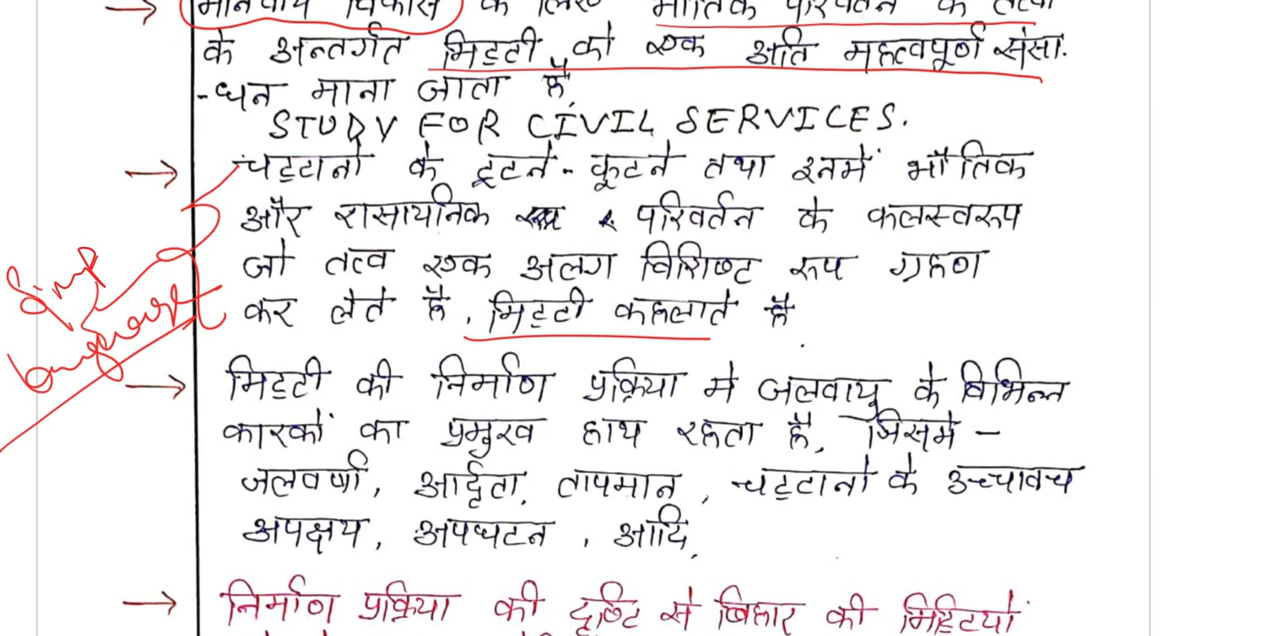 मानवीय विकास के लिए भौतिक परिवर्तन के तत्वो
के अन्तर्गत मिट्टी को एक अति महत्वपूर्ण संसा.
-धन माना जाता है,
STUDY FOR CIVIL SERVICES.
→ चट्टानो के टूटने-फूटने तथा इनमें भौतिक
और रासायनिक परिवर्तन के फलस्वरूप
जो तत्व एक अलग विशिष्ट रूप ग्रहण
कर लेते है, मिट्टी कहलाते है.
→ मिट्टी की निर्माण प्रक्रिया मे जलवायु के विभिन्न
कारकों का प्रमुख हाथ रहता है, जिसमे -
जलवर्षा, आर्द्रता, तापमान, चट्टानो के उच्चावच
अपक्षय, अपघटन, आदि,
→ निर्माण प्रक्रिया की दृष्टि से बिहार की मिट्टियो